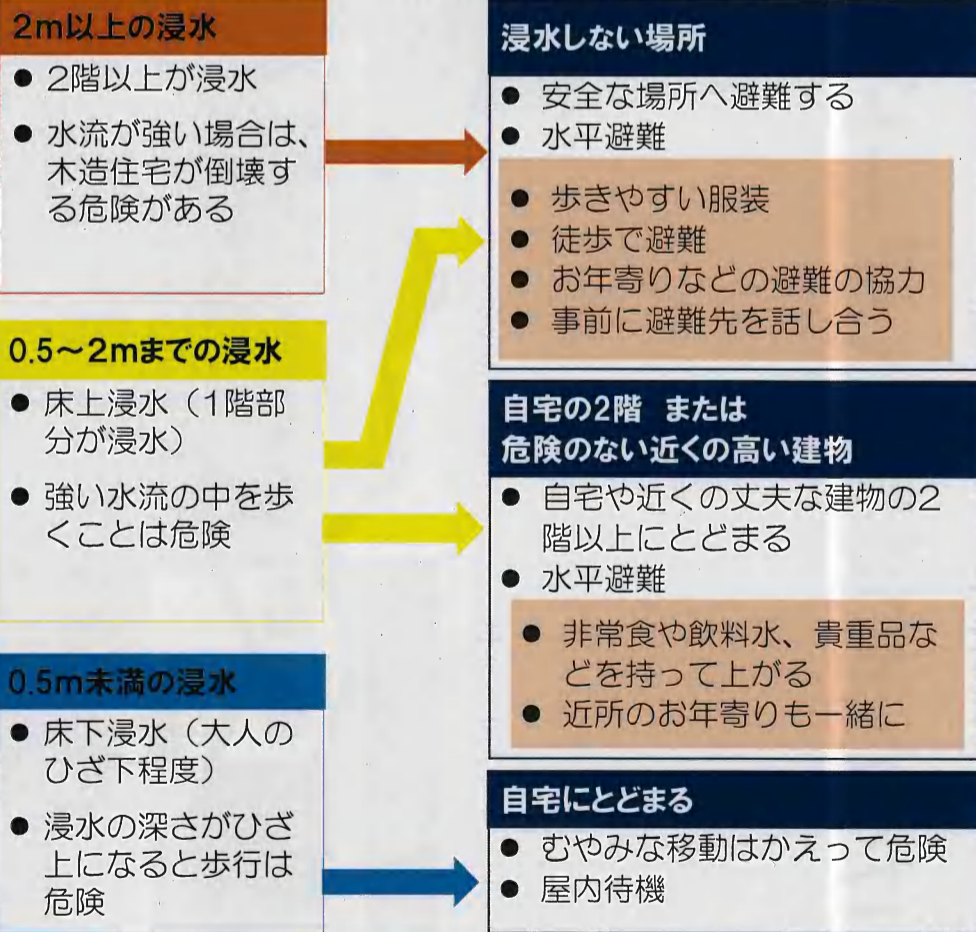 2m以上の浸水
● 2階以上が浸水
● 水流が強い場合は、
木造住宅が倒壊す
る危険がある
0.5～2mまでの浸水
● 床上浸水（1階部
分が浸水）
● 強い水流の中を歩
くことは危険
0.5m未満の浸水
● 床下浸水（大人の
ひざ下程度）
● 浸水の深さがひざ
上になると歩行は
危険
浸水しない場所
● 安全な場所へ避難する
● 水平避難
● 歩きやすい服装
● 徒歩で避難
● お年寄りなどの避難の協力
● 事前に避難先を話し合う
自宅の2階 または
危険のない近くの高い建物
● 自宅や近くの丈夫な建物の2
階以上にとどまる
● 水平避難
● 非常食や飲料水、貴重品な
どを持って上がる
● 近所のお年寄りも一緒に
自宅にとどまる
● むやみな移動はかえって危険
● 屋内待機